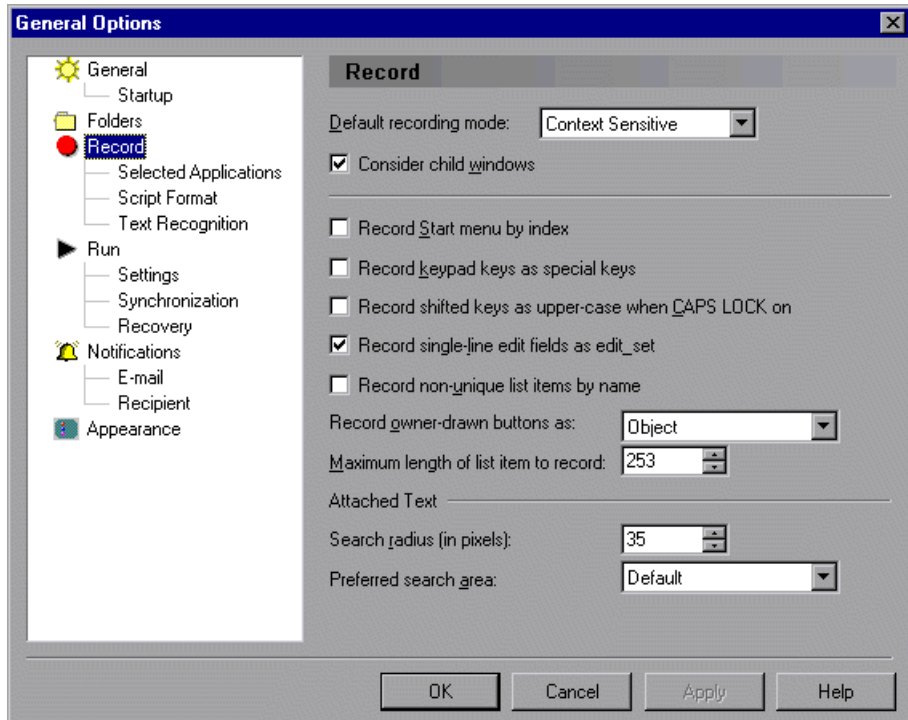 General Options
General
Startup
Folders
Record
Selected Applications
Script Format
Text Recognition
Run
Settings
Synchronization
Recovery
Notifications
E-mail
Recipient
Appearance
Record
Default recording mode: Context Sensitive
Consider child windows
Record Start menu by index
Record keypad keys as special keys
Record shifted keys as upper-case when CAPS LOCK on
Record single-line edit fields as edit_set
Record non-unique list items by name
Record owner-drawn buttons as: Object
Maximum length of list item to record: 253
Attached Text
Search radius (in pixels): 35
Preferred search area: Default
OK Cancel Apply Help